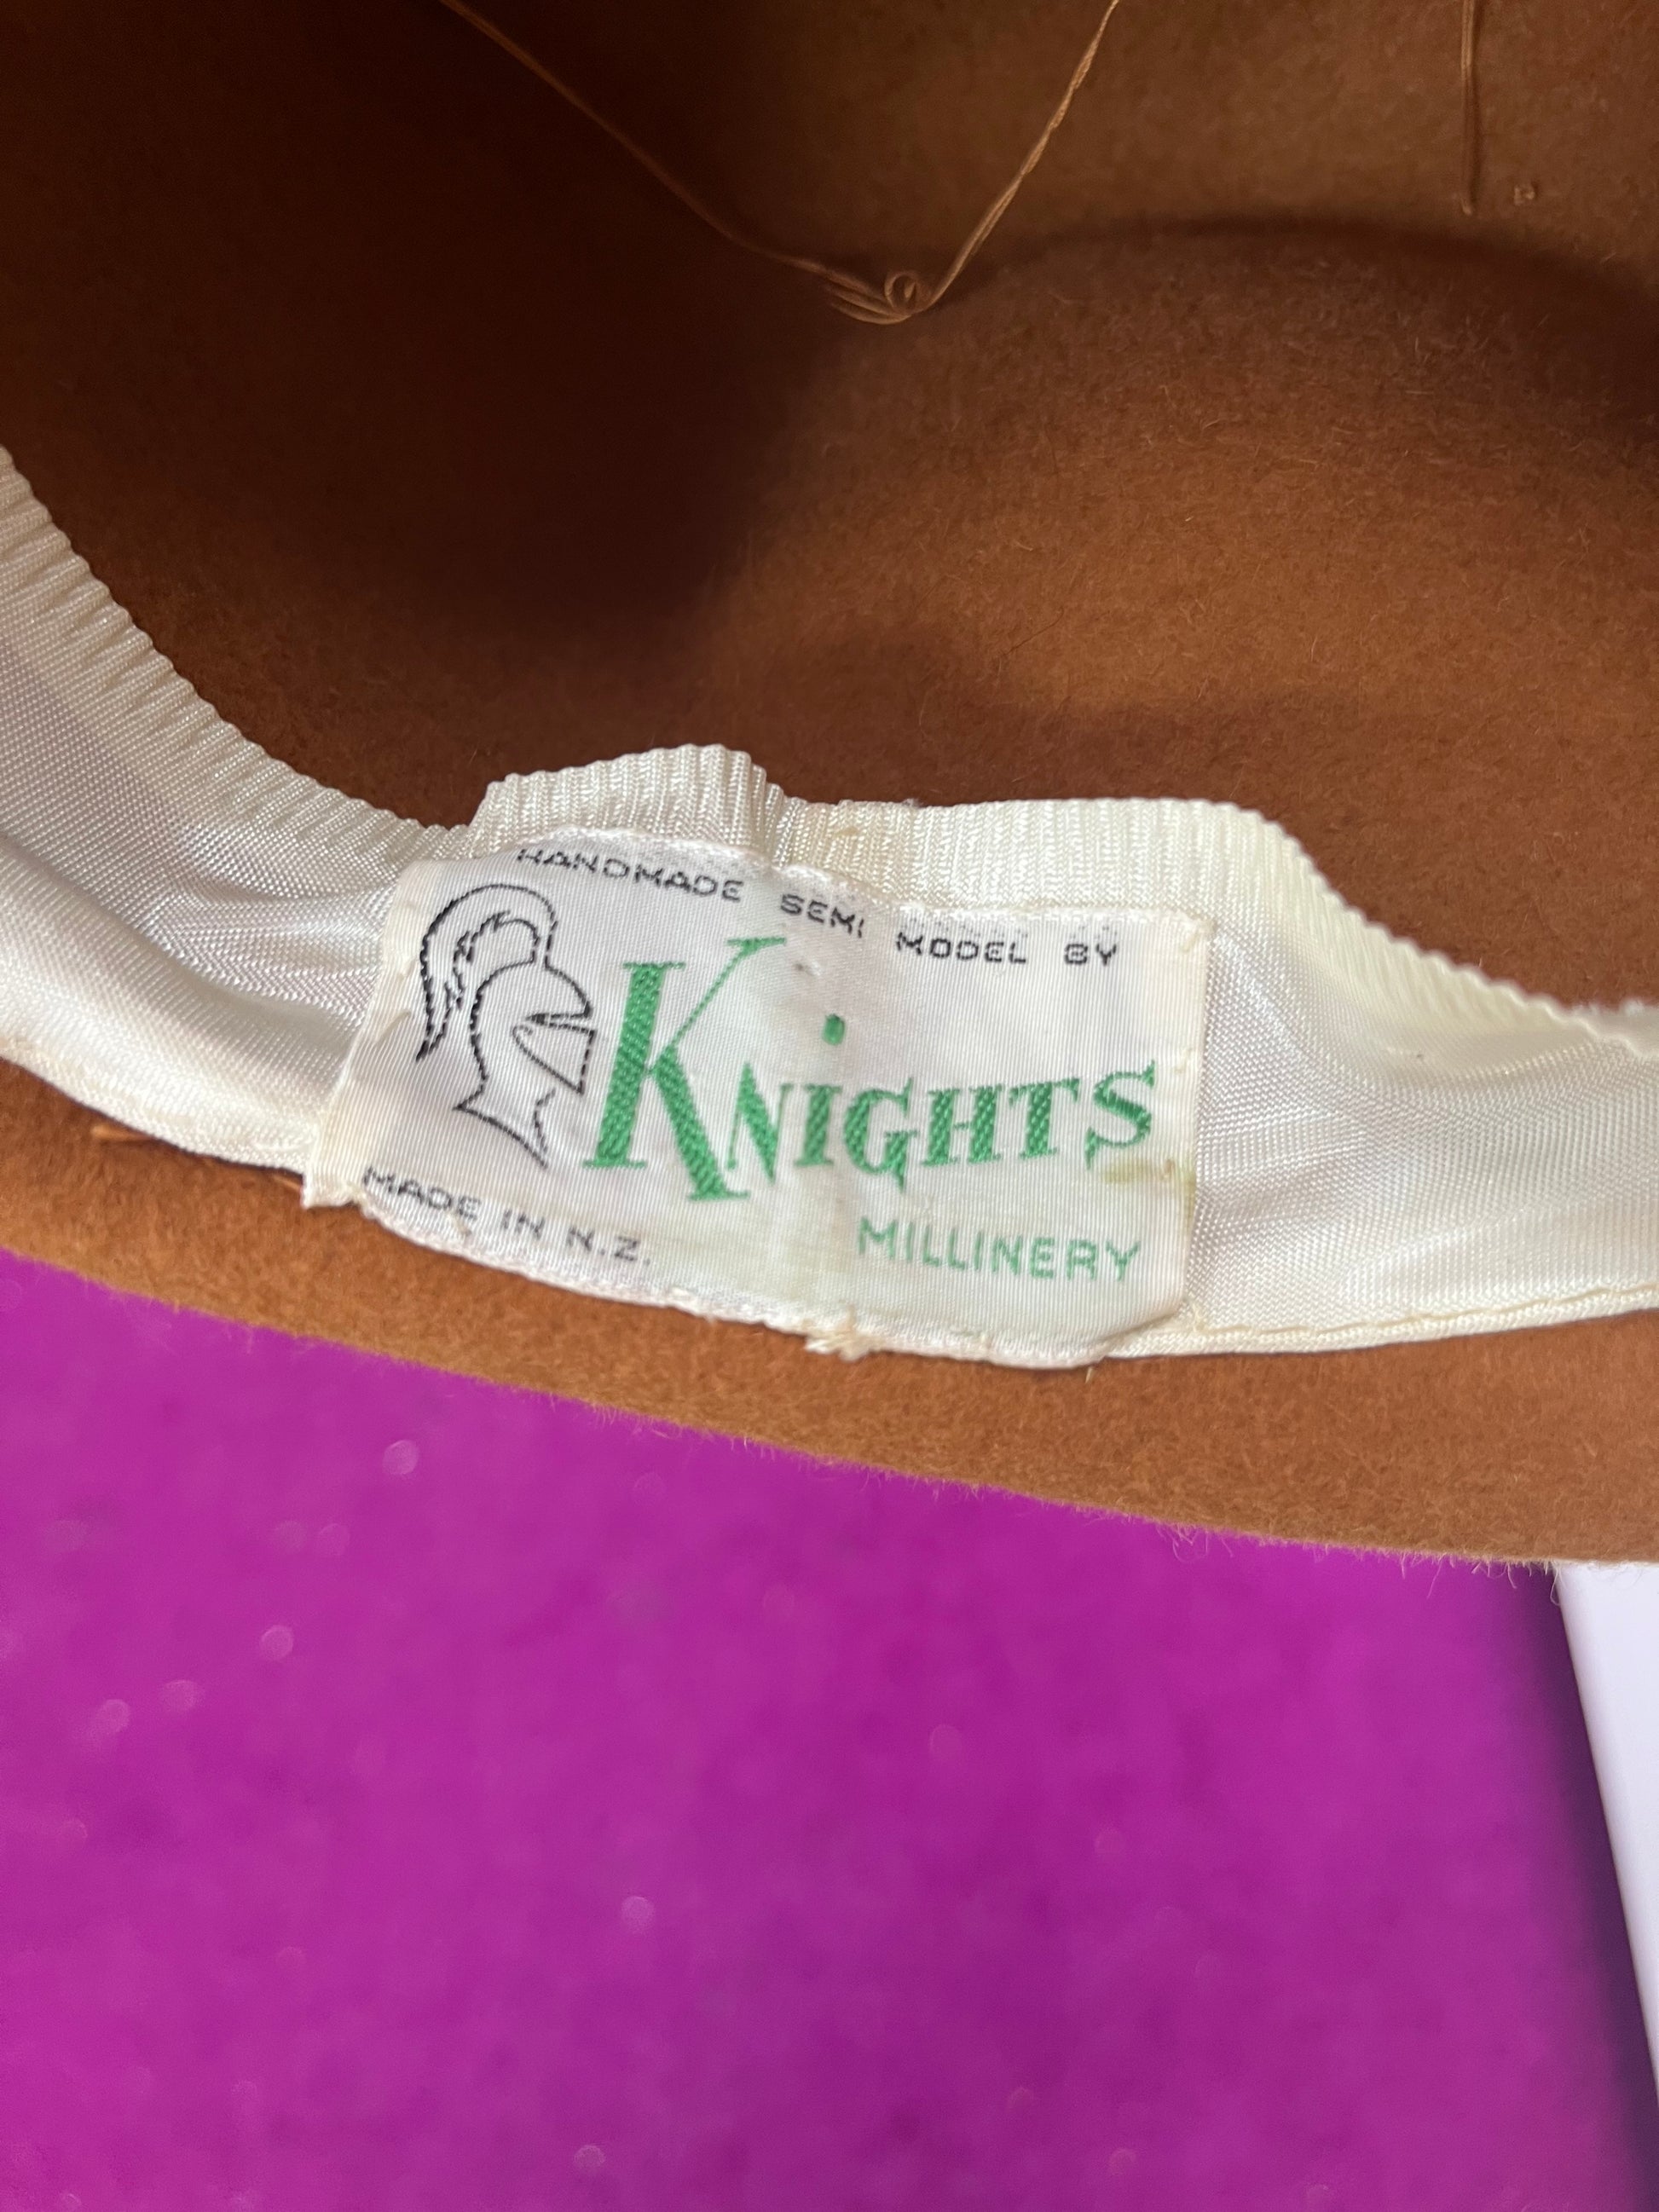 HANDMADE SEMI MODEL BY
KNiGHTS
MILLINERY
MADE IN N.Z.